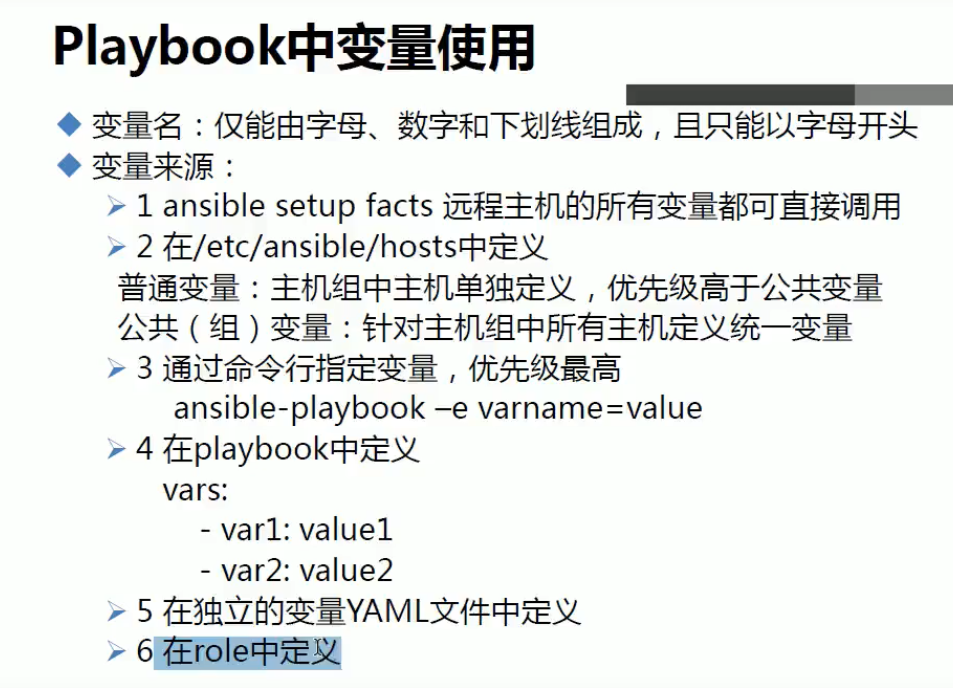 Playbook中变量使用
变量名：仅能由字母、数字和下划线组成，且只能以字母开头
变量来源：
1 ansible setup facts 远程主机的所有变量都可直接调用
2 在/etc/ansible/hosts中定义
普通变量：主机组中主机单独定义，优先级高于公共变量
公共（组）变量：针对主机组中所有主机定义统一变量
3 通过命令行指定变量，优先级最高
ansible-playbook –e varname=value
4 在playbook中定义
vars:
- var1: value1
- var2: value2
5 在独立的变量YAML文件中定义
6 在role中定义